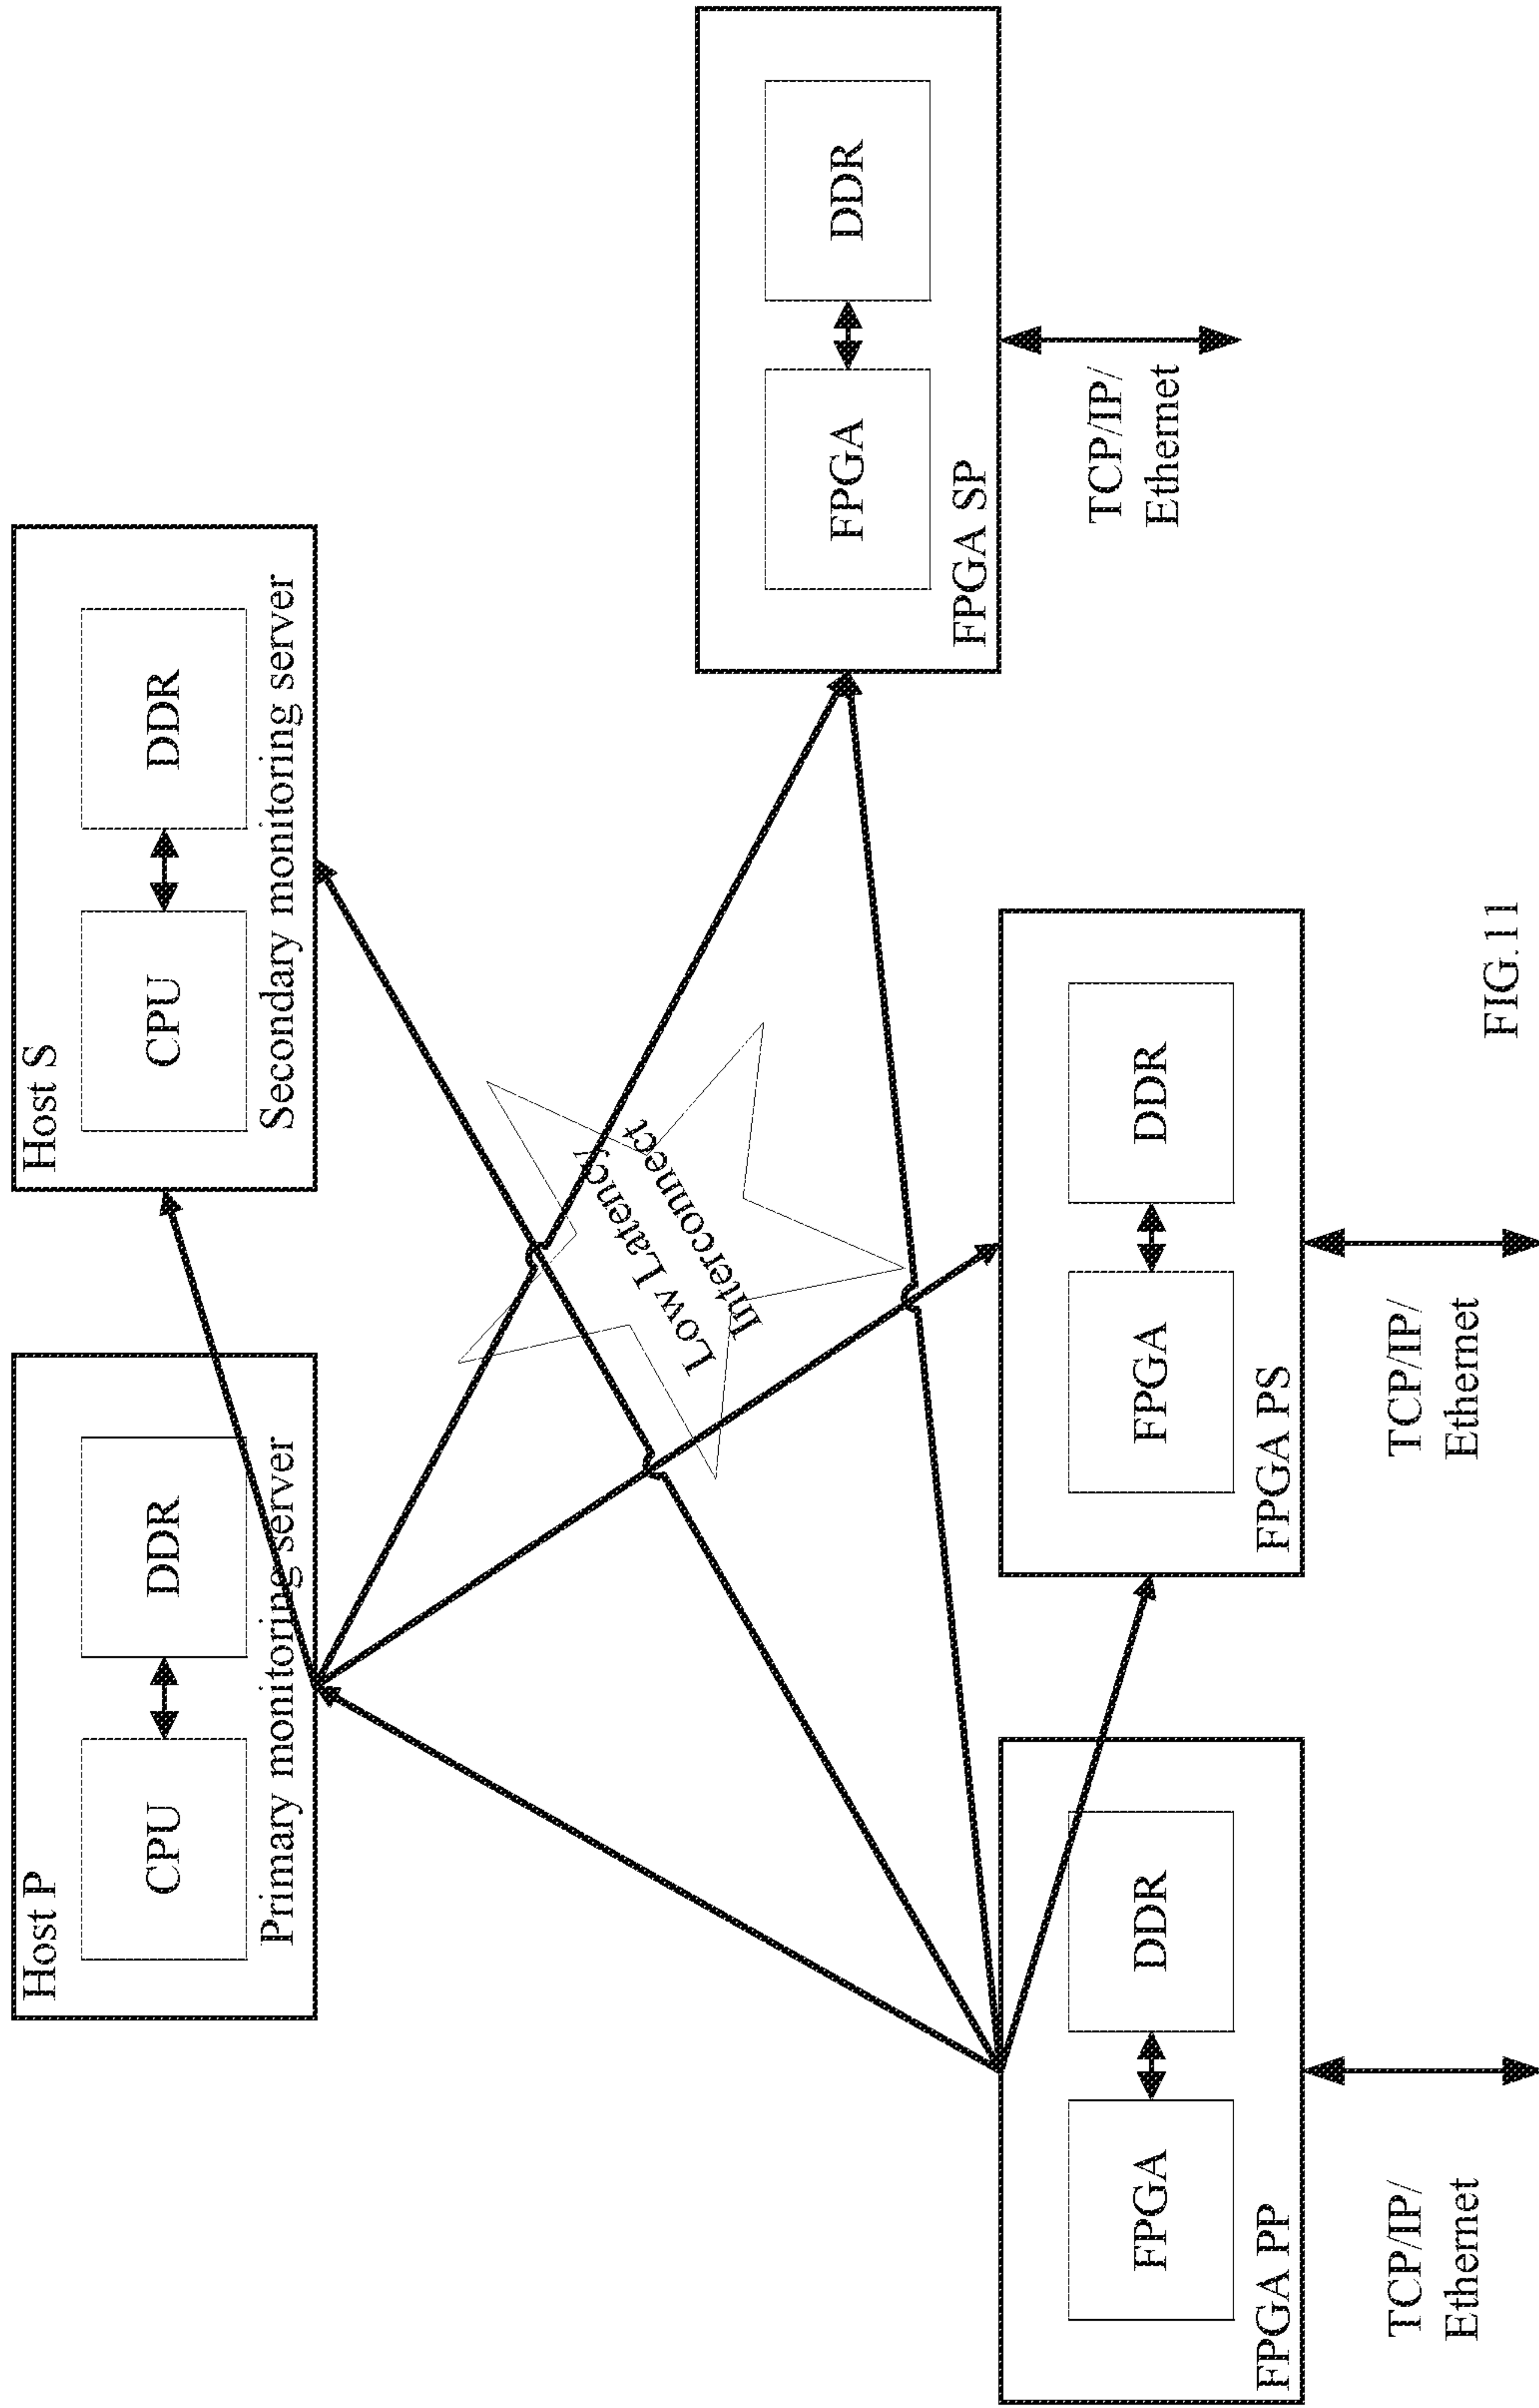 Host P
CPU
DDR
Primary monitoring server
Host S
CPU
DDR
Secondary monitoring server
Low Latency
Interconnect
FPGA
DDR
FPGA SP
TCP/IP/
Ethernet
FPGA
DDR
FPGA PP
TCP/IP/
Ethernet
FPGA
DDR
FPGA PS
TCP/IP/
Ethernet
FIG.11